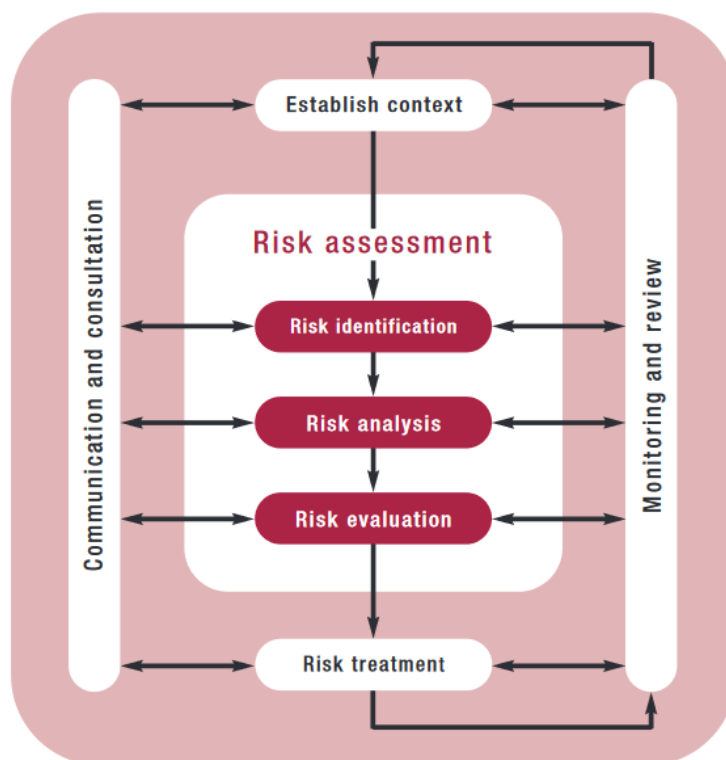 Establish context
Communication and consultation
Risk assessment
Risk identification
Risk analysis
Risk evaluation
Monitoring and review
Risk treatment